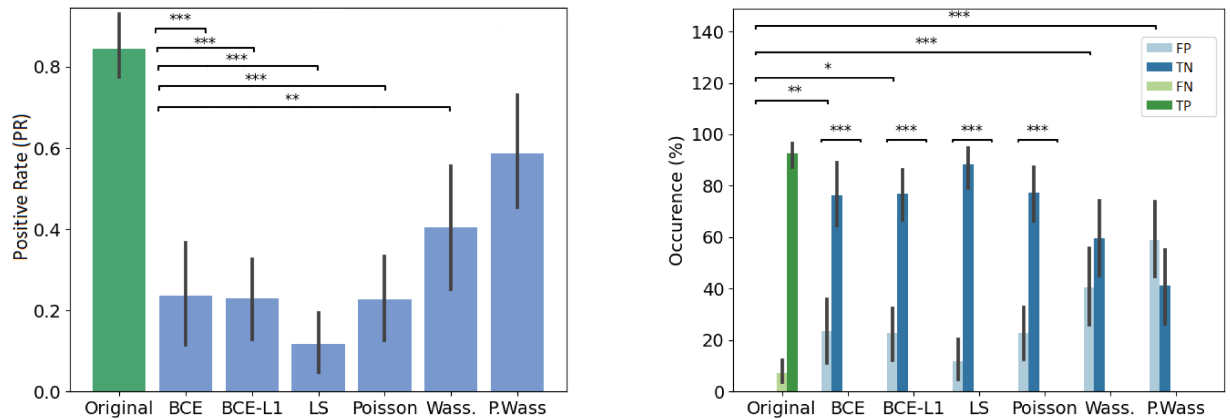 Positive Rate (PR)
0.8
0.6
0.4
0.2
0.0
***
***
***
***
**
Original BCE BCE-L1 LS Poisson Wass. P.Wass
Occurence (%)
140
120
100
80
60
40
20
0
***
***
*
**
*** *** *** ***
FP
TN
FN
TP
Original BCE BCE-L1 LS Poisson Wass. P.Wass